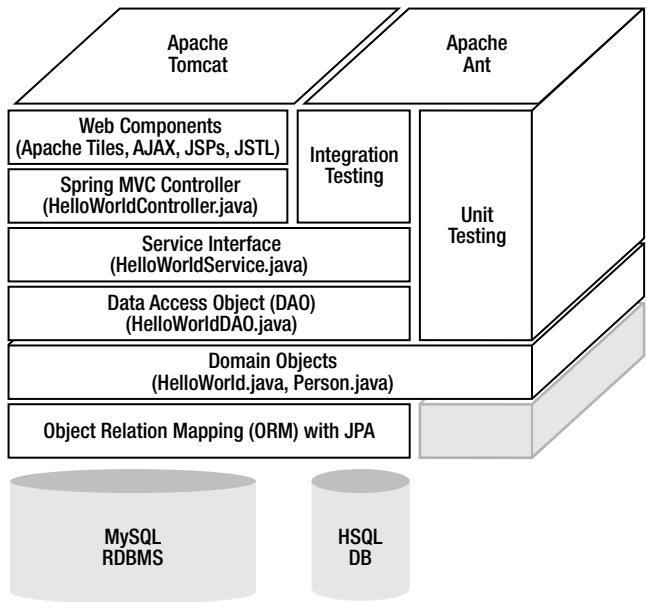 Apache
Tomcat
Apache
Ant
Web Components
(Apache Tiles, AJAX, JSPs, JSTL)
Integration
Testing
Spring MVC Controller
(HelloWorldController.java)
Unit
Testing
Service Interface
(HelloWorldService.java)
Data Access Object (DAO)
(HelloWorldDAO.java)
Domain Objects
(HelloWorld.java, Person.java)
Object Relation Mapping (ORM) with JPA
MySQL
RDBMS
HSQL
DB